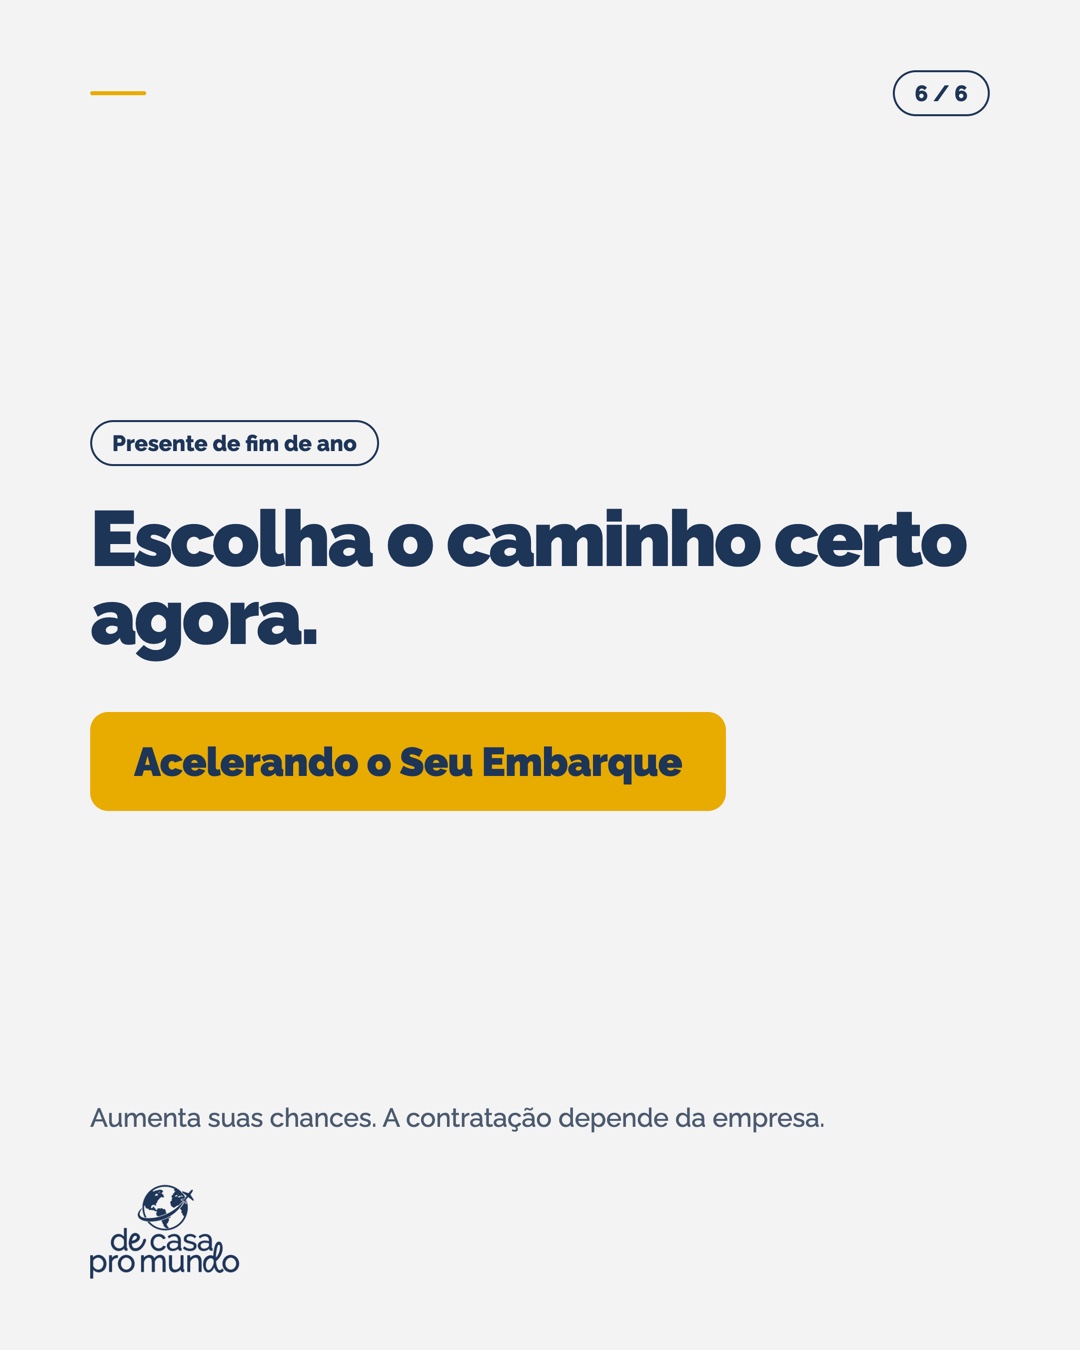 6 / 6
Presente de fim de ano
Escolha o caminho certo
agora.
Acelerando o Seu Embarque
Aumenta suas chances. A contratação depende da empresa.
de casa
pro mundo